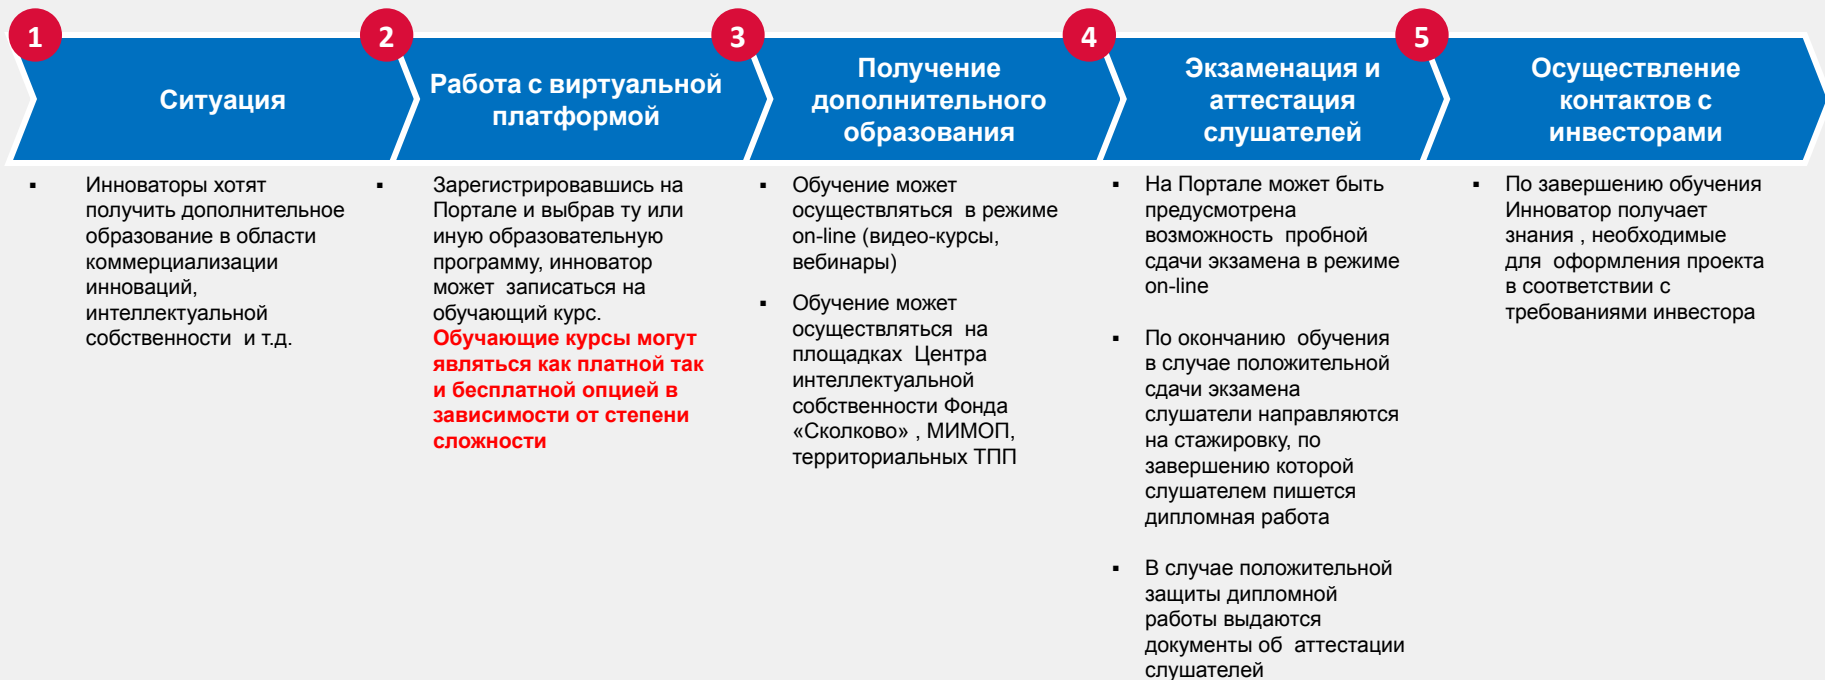 1
Ситуация
2
Работа с виртуальной
платформой
3
Получение
дополнительного
образования
4
Экзаменация и
аттестация
слушателей
5
Осуществление
контактов с
инвесторами
▪ Инноваторы хотят
получить дополнительное
образование в области
коммерциализации
инноваций,
интеллектуальной
собственности и т.д.
▪ Зарегистрировавшись на
Портале и выбрав ту или
иную образовательную
программу, инноватор
может записаться на
обучающий курс.
Обучающие курсы могут
являться как платной так
и бесплатной опцией в
зависимости от степени
сложности
▪ Обучение может
осуществляться в режиме
on-line (видео-курсы,
вебинары)
▪ Обучение может
осуществляться на
площадках Центра
интеллектуальной
собственности Фонда
«Сколково» , МИМОП,
территориальных ТПП
▪ На Портале может быть
предусмотрена
возможность пробной
сдачи экзамена в режиме
on-line
▪ По окончанию обучения
в случае положительной
сдачи экзамена
слушатели направляются
на стажировку, по
завершению которой
слушателем пишется
дипломная работа
▪ В случае положительной
защиты дипломной
работы выдаются
документы об аттестации
слушателей
▪ По завершению обучения
Инноватор получает
знания , необходимые
для оформления проекта
в соответствии с
требованиями инвестора